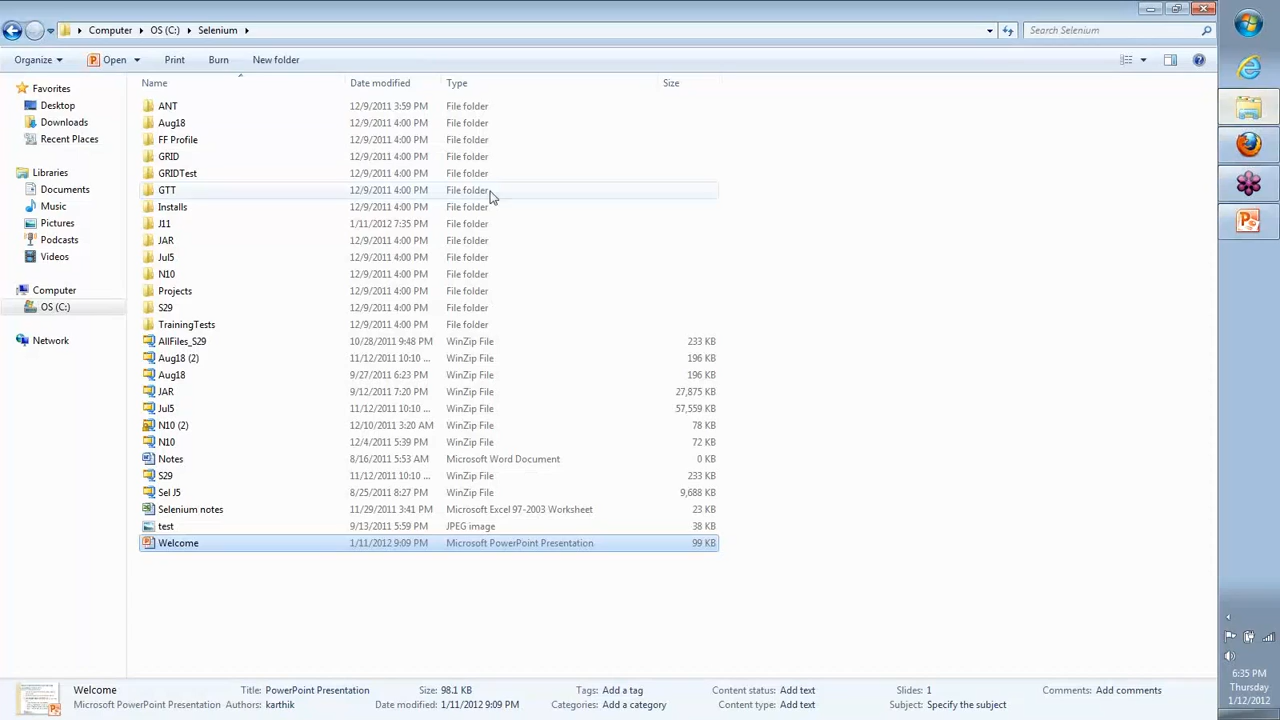 Computer OS (C:) Selenium Search Selenium
Organize Open Print Burn New folder
Name Date modified Type Size
Favorites
Desktop
Downloads
Recent Places
Libraries
Documents
Music
Pictures
Podcasts
Videos
Computer
OS (C:)
Network
ANT 12/9/2011 3:59 PM File folder
Aug18 12/9/2011 4:00 PM File folder
FF Profile 12/9/2011 4:00 PM File folder
GRID 12/9/2011 4:00 PM File folder
GRIDTest 12/9/2011 4:00 PM File folder
GTT 12/9/2011 4:00 PM File folder
Installs 12/9/2011 4:00 PM File folder
J11 1/11/2012 7:35 PM File folder
JAR 12/9/2011 4:00 PM File folder
Jul5 12/9/2011 4:00 PM File folder
N10 12/9/2011 4:00 PM File folder
Projects 12/9/2011 4:00 PM File folder
S29 12/9/2011 4:00 PM File folder
TrainingTests 12/9/2011 4:00 PM File folder
AllFiles_S29 10/28/2011 9:48 PM WinZip File 233 KB
Aug18 (2) 11/12/2011 10:10 ... WinZip File 196 KB
Aug18 9/27/2011 6:23 PM WinZip File 196 KB
JAR 9/12/2011 7:20 PM WinZip File 27,875 KB
Jul5 11/12/2011 10:10 ... WinZip File 57,559 KB
N10 (2) 12/10/2011 3:20 AM WinZip File 78 KB
N10 12/4/2011 5:39 PM WinZip File 72 KB
Notes 8/16/2011 5:53 AM Microsoft Word Document 0 KB
S29 11/12/2011 10:10 ... WinZip File 233 KB
Sel J5 8/25/2011 8:27 PM WinZip File 9,688 KB
Selenium notes 11/29/2011 3:41 PM Microsoft Excel 97-2003 Worksheet 23 KB
test 9/13/2011 5:59 PM JPEG image 38 KB
Welcome 1/11/2012 9:09 PM Microsoft PowerPoint Presentation 99 KB
Welcome Title: PowerPoint Presentation Size: 98.1 KB Tags: Add a tag Content status: Add text Slides: 1 Comments: Add comments
Microsoft PowerPoint Presentation Authors: karthik Date modified: 1/11/2012 9:09 PM Categories: Add a category Content type: Add text Subject: Specify the subject
6:35 PM
Thursday
1/12/2012